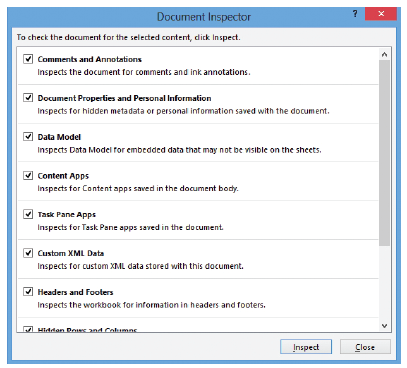 Document Inspector
To check the document for the selected content, click Inspect.
Comments and Annotations
Inspects the document for comments and ink annotations.
Document Properties and Personal Information
Inspects for hidden metadata or personal information saved with the document.
Data Model
Inspects Data Model for embedded data that may not be visible on the sheets.
Content Apps
Inspects for Content apps saved in the document body.
Task Pane Apps
Inspects for Task Pane apps saved in the document.
Custom XML Data
Inspects for custom XML data stored with this document.
Headers and Footers
Inspects the workbook for information in headers and footers.
Hidden Rows and Columns
Inspect Close